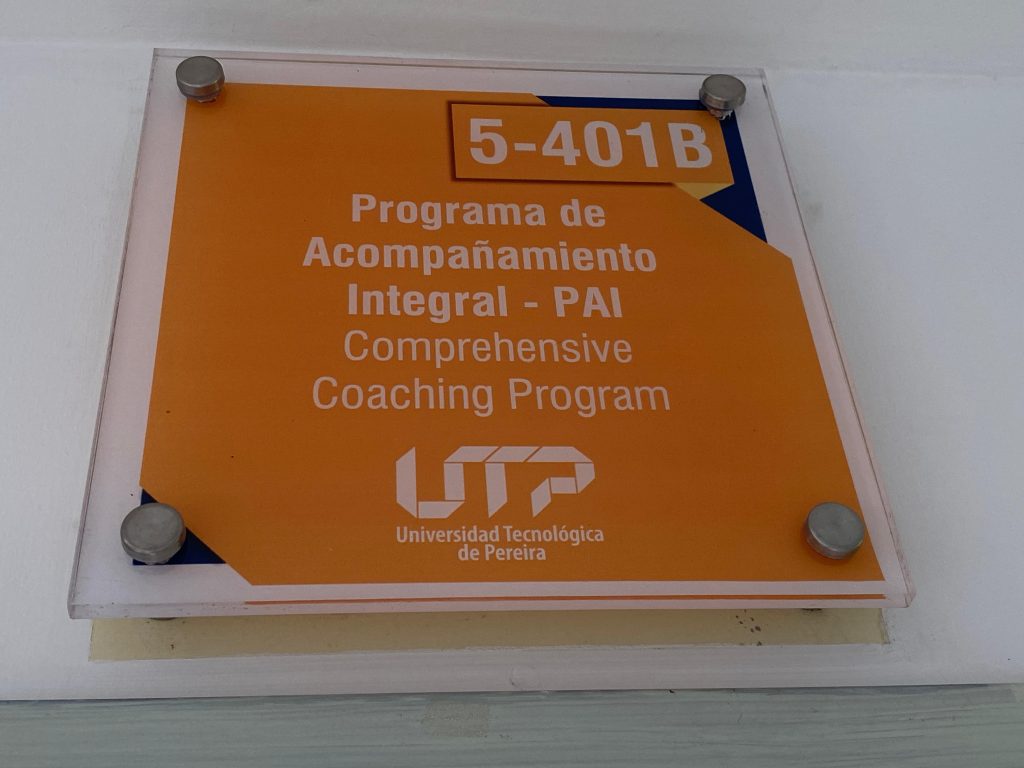 5-401B
Programa de
Acompañamiento
Integral - PAI
Comprehensive
Coaching Program
UTP
Universidad Tecnológica
de Pereira